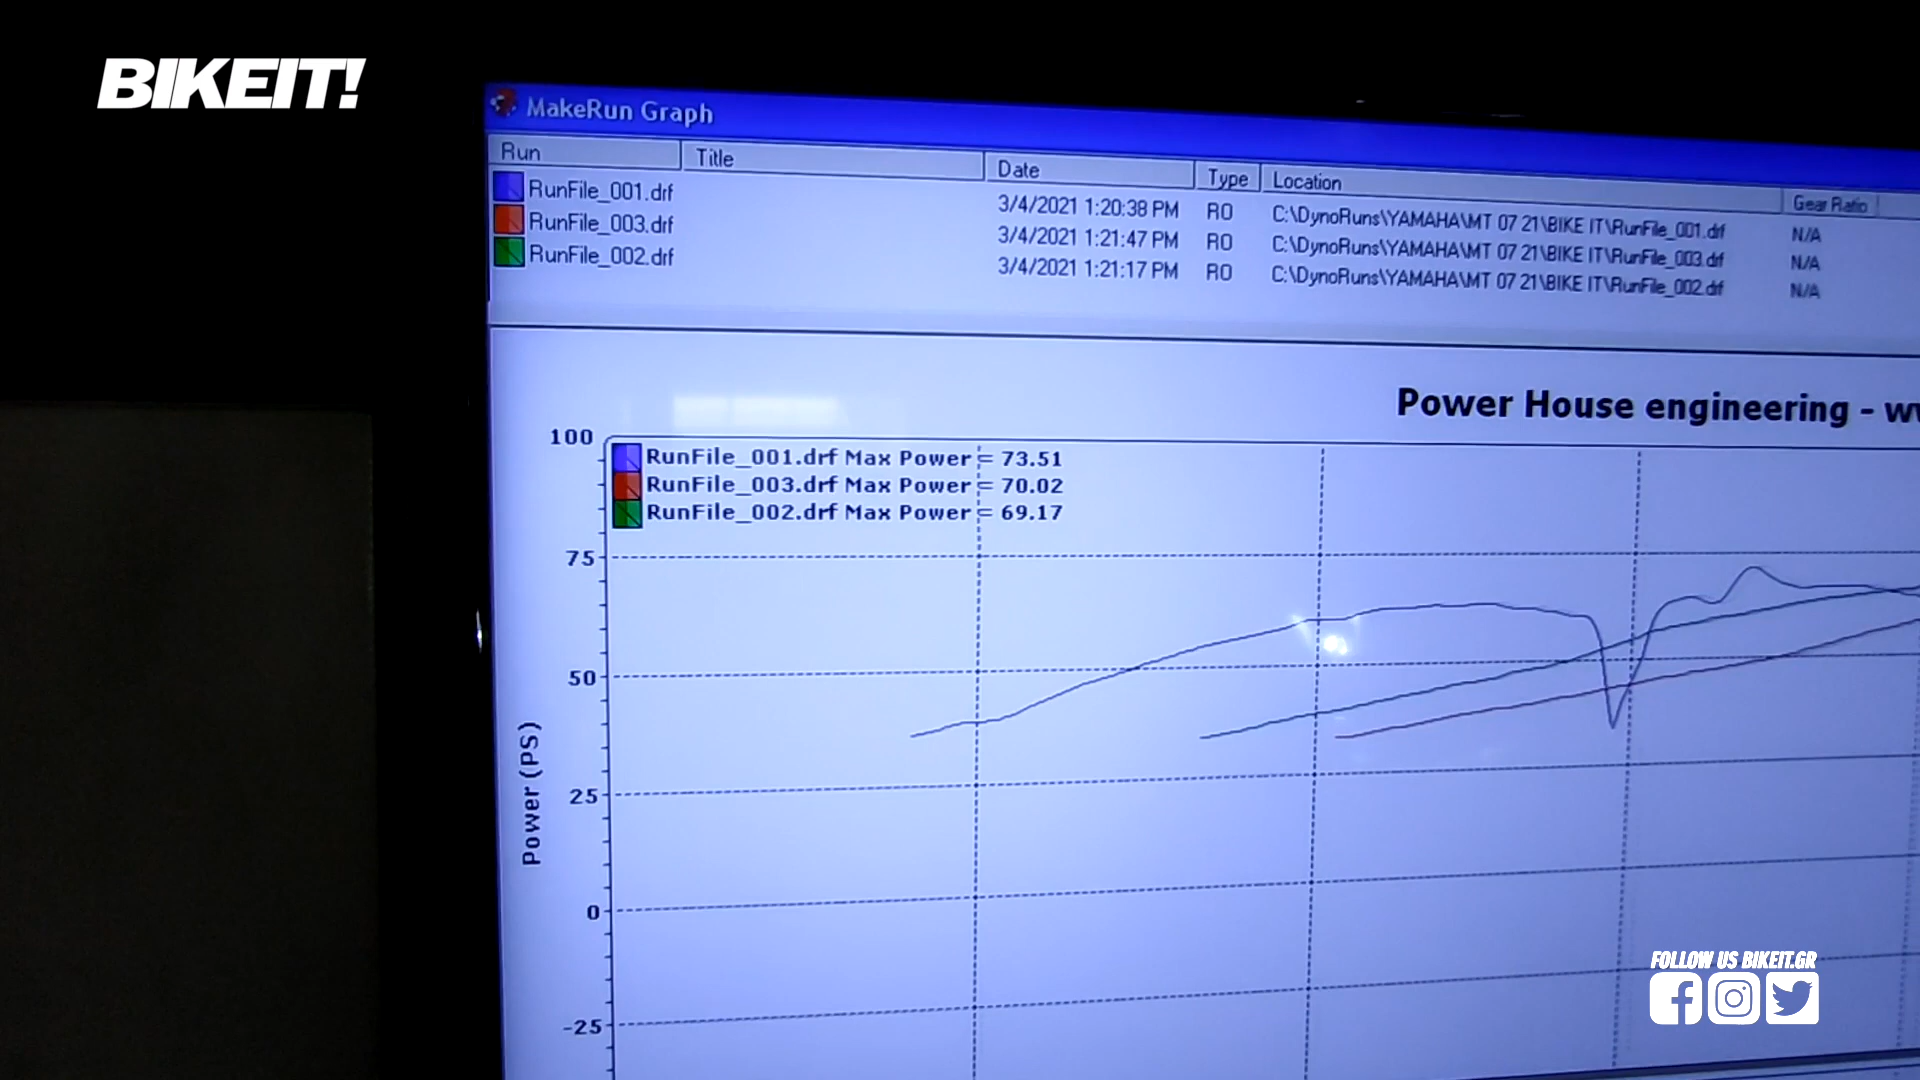 BIKEIT!
MakeRun Graph
Run Title Date Type Location Gear Ratio
RunFile_001.drf 3/4/2021 1:20:38 PM RO C:\DynoRuns\YAMAHA\MT 07 21\BIKE IT\RunFile_001.drf N/A
RunFile_003.drf 3/4/2021 1:21:47 PM RO C:\DynoRuns\YAMAHA\MT 07 21\BIKE IT\RunFile_003.drf N/A
RunFile_002.drf 3/4/2021 1:21:17 PM RO C:\DynoRuns\YAMAHA\MT 07 21\BIKE IT\RunFile_002.drf N/A
Power House engineering -
100
RunFile_001.drf Max Power = 73.51
RunFile_003.drf Max Power = 70.02
RunFile_002.drf Max Power = 69.17
75
50
Power (PS)
25
0
-25
FOLLOW US BIKEIT.GR